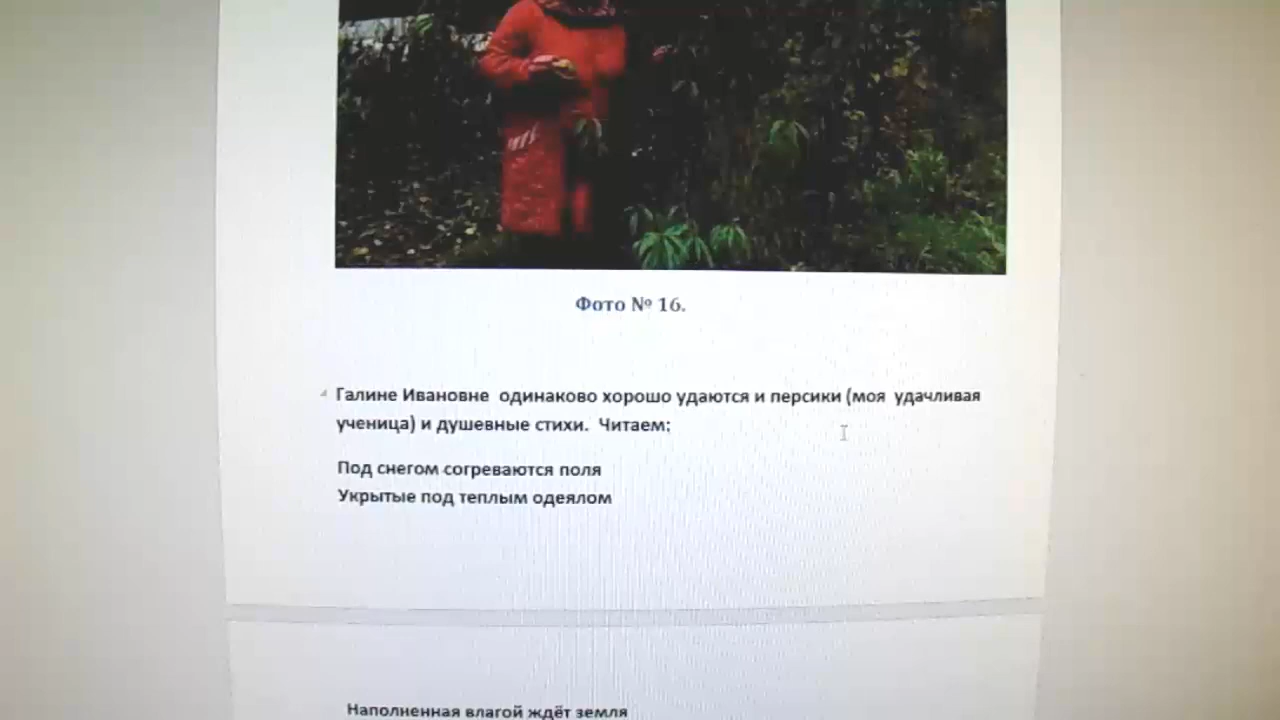 Фото № 16.
Галине Ивановне одинаково хорошо удаются и персики (моя удачливая
ученица) и душевные стихи. Читаем;
Под снегом согреваются поля
Укрытые под теплым одеялом
Наполненная влагой ждёт земля